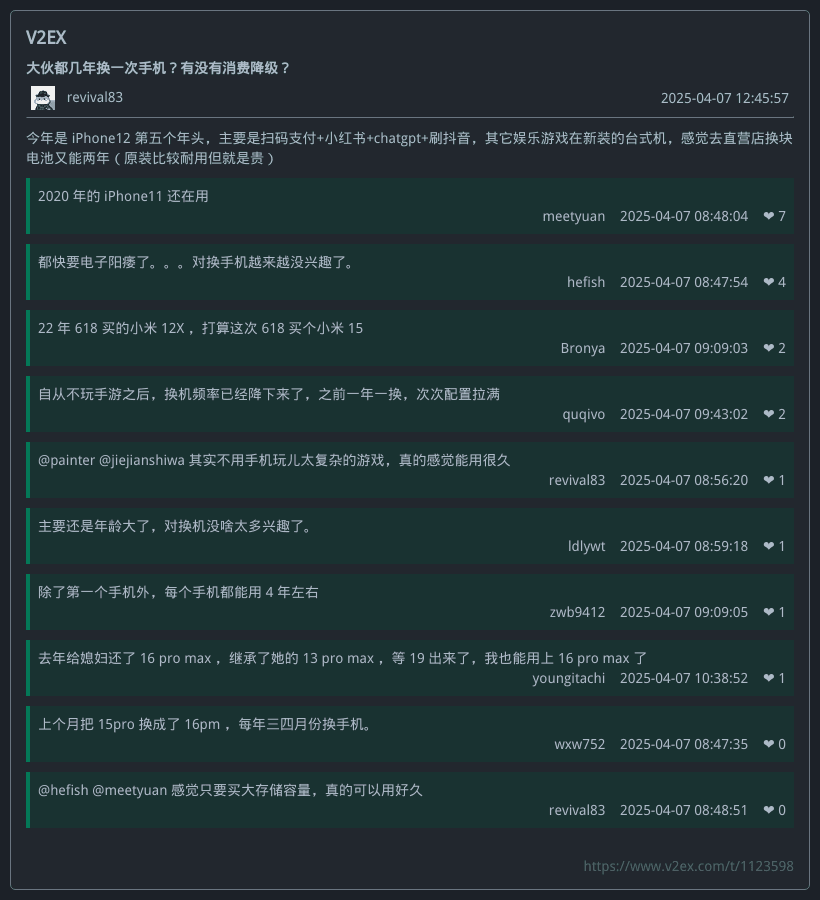 V2EX
大伙都几年换一次手机？有没有消费降级？
revival83 2025-04-07 12:45:57
今年是 iPhone12 第五个年头，主要是扫码支付+小红书+chatgpt+刷抖音，其它娱乐游戏在新装的台式机，感觉去直营店换块
电池又能两年（原装比较耐用但就是贵）
2020 年的 iPhone11 还在用
meetyuan 2025-04-07 08:48:04 ❤ 7
都快要电子阳痿了。。。对换手机越来越没兴趣了。
hefish 2025-04-07 08:47:54 ❤ 4
22 年 618 买的小米 12X ，打算这次 618 买个小米 15
Bronya 2025-04-07 09:09:03 ❤ 2
自从不玩手游之后，换机频率已经降下来了，之前一年一换，次次配置拉满
quqivo 2025-04-07 09:43:02 ❤ 2
@painter @jiejianshiwa 其实不用手机玩儿太复杂的游戏，真的感觉能用很久
revival83 2025-04-07 08:56:20 ❤ 1
主要还是年龄大了，对换机没啥太多兴趣了。
ldlywt 2025-04-07 08:59:18 ❤ 1
除了第一个手机外，每个手机都能用 4 年左右
zwb9412 2025-04-07 09:09:05 ❤ 1
去年给媳妇还了 16 pro max ，继承了她的 13 pro max ，等 19 出来了，我也能用上 16 pro max 了
youngitachi 2025-04-07 10:38:52 ❤ 1
上个月把 15pro 换成了 16pm ，每年三四月份换手机。
wxw752 2025-04-07 08:47:35 ❤ 0
@hefish @meetyuan 感觉只要买大存储容量，真的可以用好久
revival83 2025-04-07 08:48:51 ❤ 0
https://www.v2ex.com/t/1123598